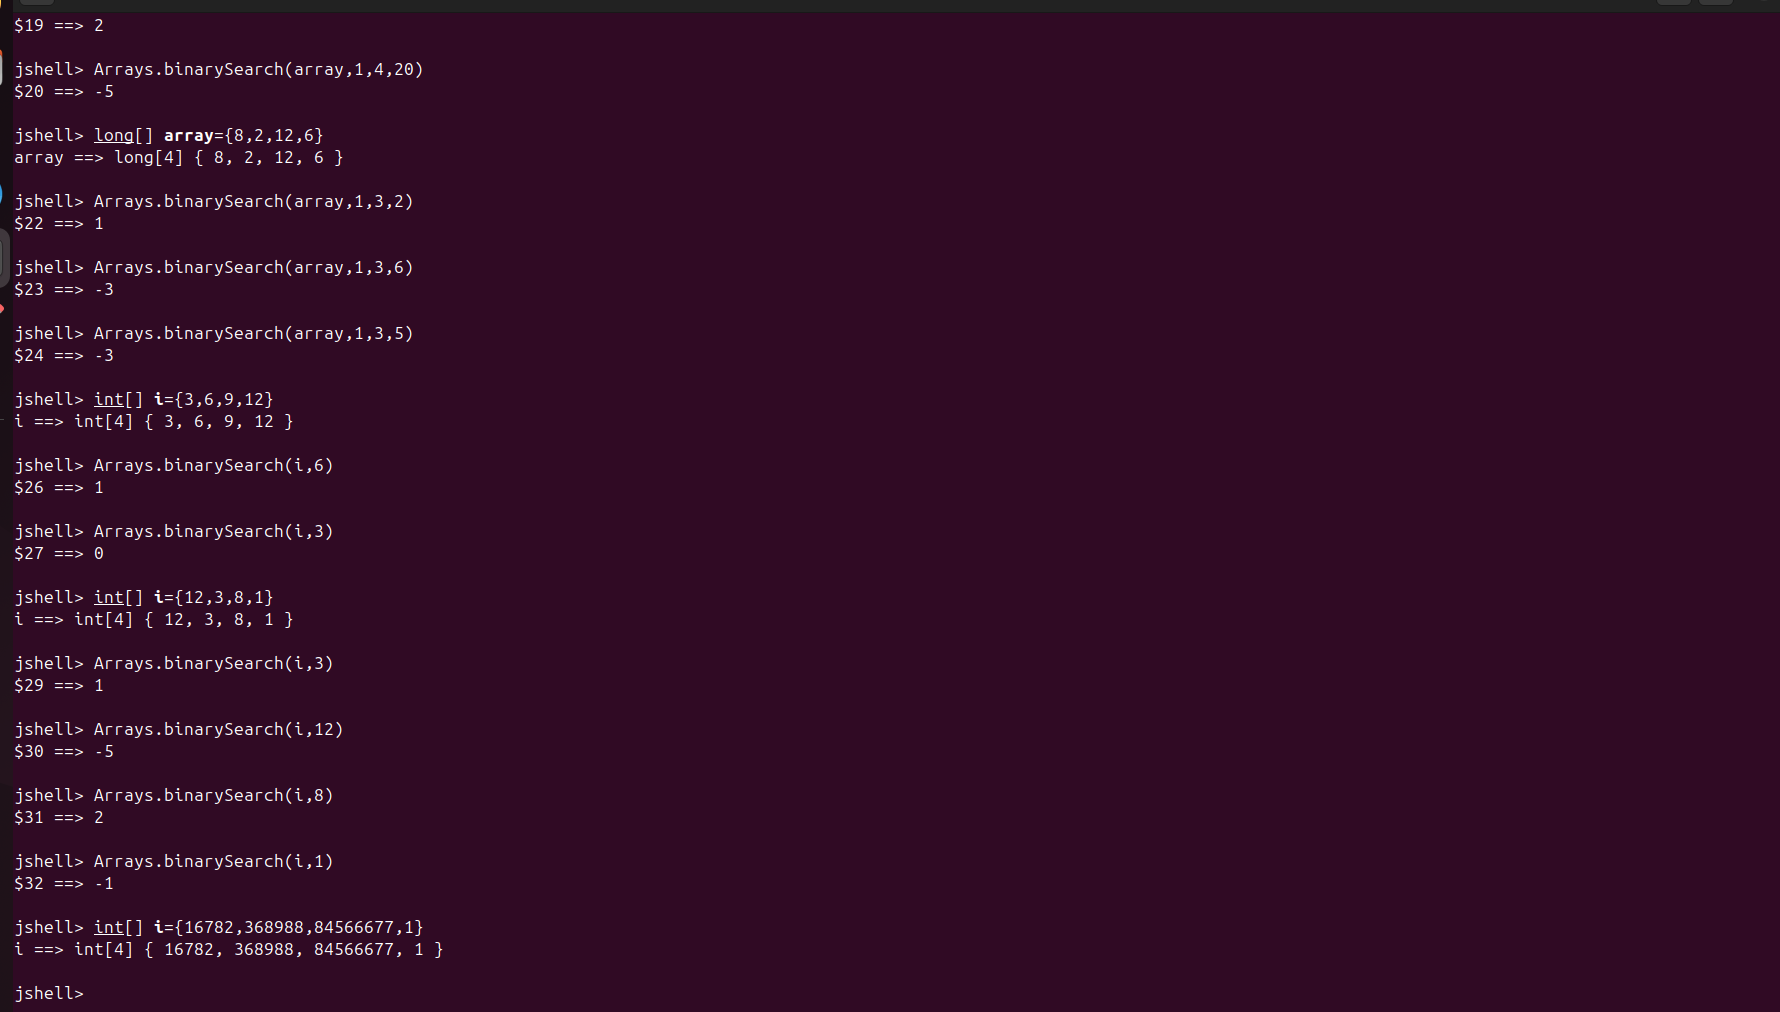 $19 ==> 2
jshell> Arrays.binarySearch(array,1,4,20)
$20 ==> -5
jshell> long[] array={8,2,12,6}
array ==> long[4] { 8, 2, 12, 6 }
jshell> Arrays.binarySearch(array,1,3,2)
$22 ==> 1
jshell> Arrays.binarySearch(array,1,3,6)
$23 ==> -3
jshell> Arrays.binarySearch(array,1,3,5)
$24 ==> -3
jshell> int[] i={3,6,9,12}
i ==> int[4] { 3, 6, 9, 12 }
jshell> Arrays.binarySearch(i,6)
$26 ==> 1
jshell> Arrays.binarySearch(i,3)
$27 ==> 0
jshell> int[] i={12,3,8,1}
i ==> int[4] { 12, 3, 8, 1 }
jshell> Arrays.binarySearch(i,3)
$29 ==> 1
jshell> Arrays.binarySearch(i,12)
$30 ==> -5
jshell> Arrays.binarySearch(i,8)
$31 ==> 2
jshell> Arrays.binarySearch(i,1)
$32 ==> -1
jshell> int[] i={16782,368988,84566677,1}
i ==> int[4] { 16782, 368988, 84566677, 1 }
jshell>